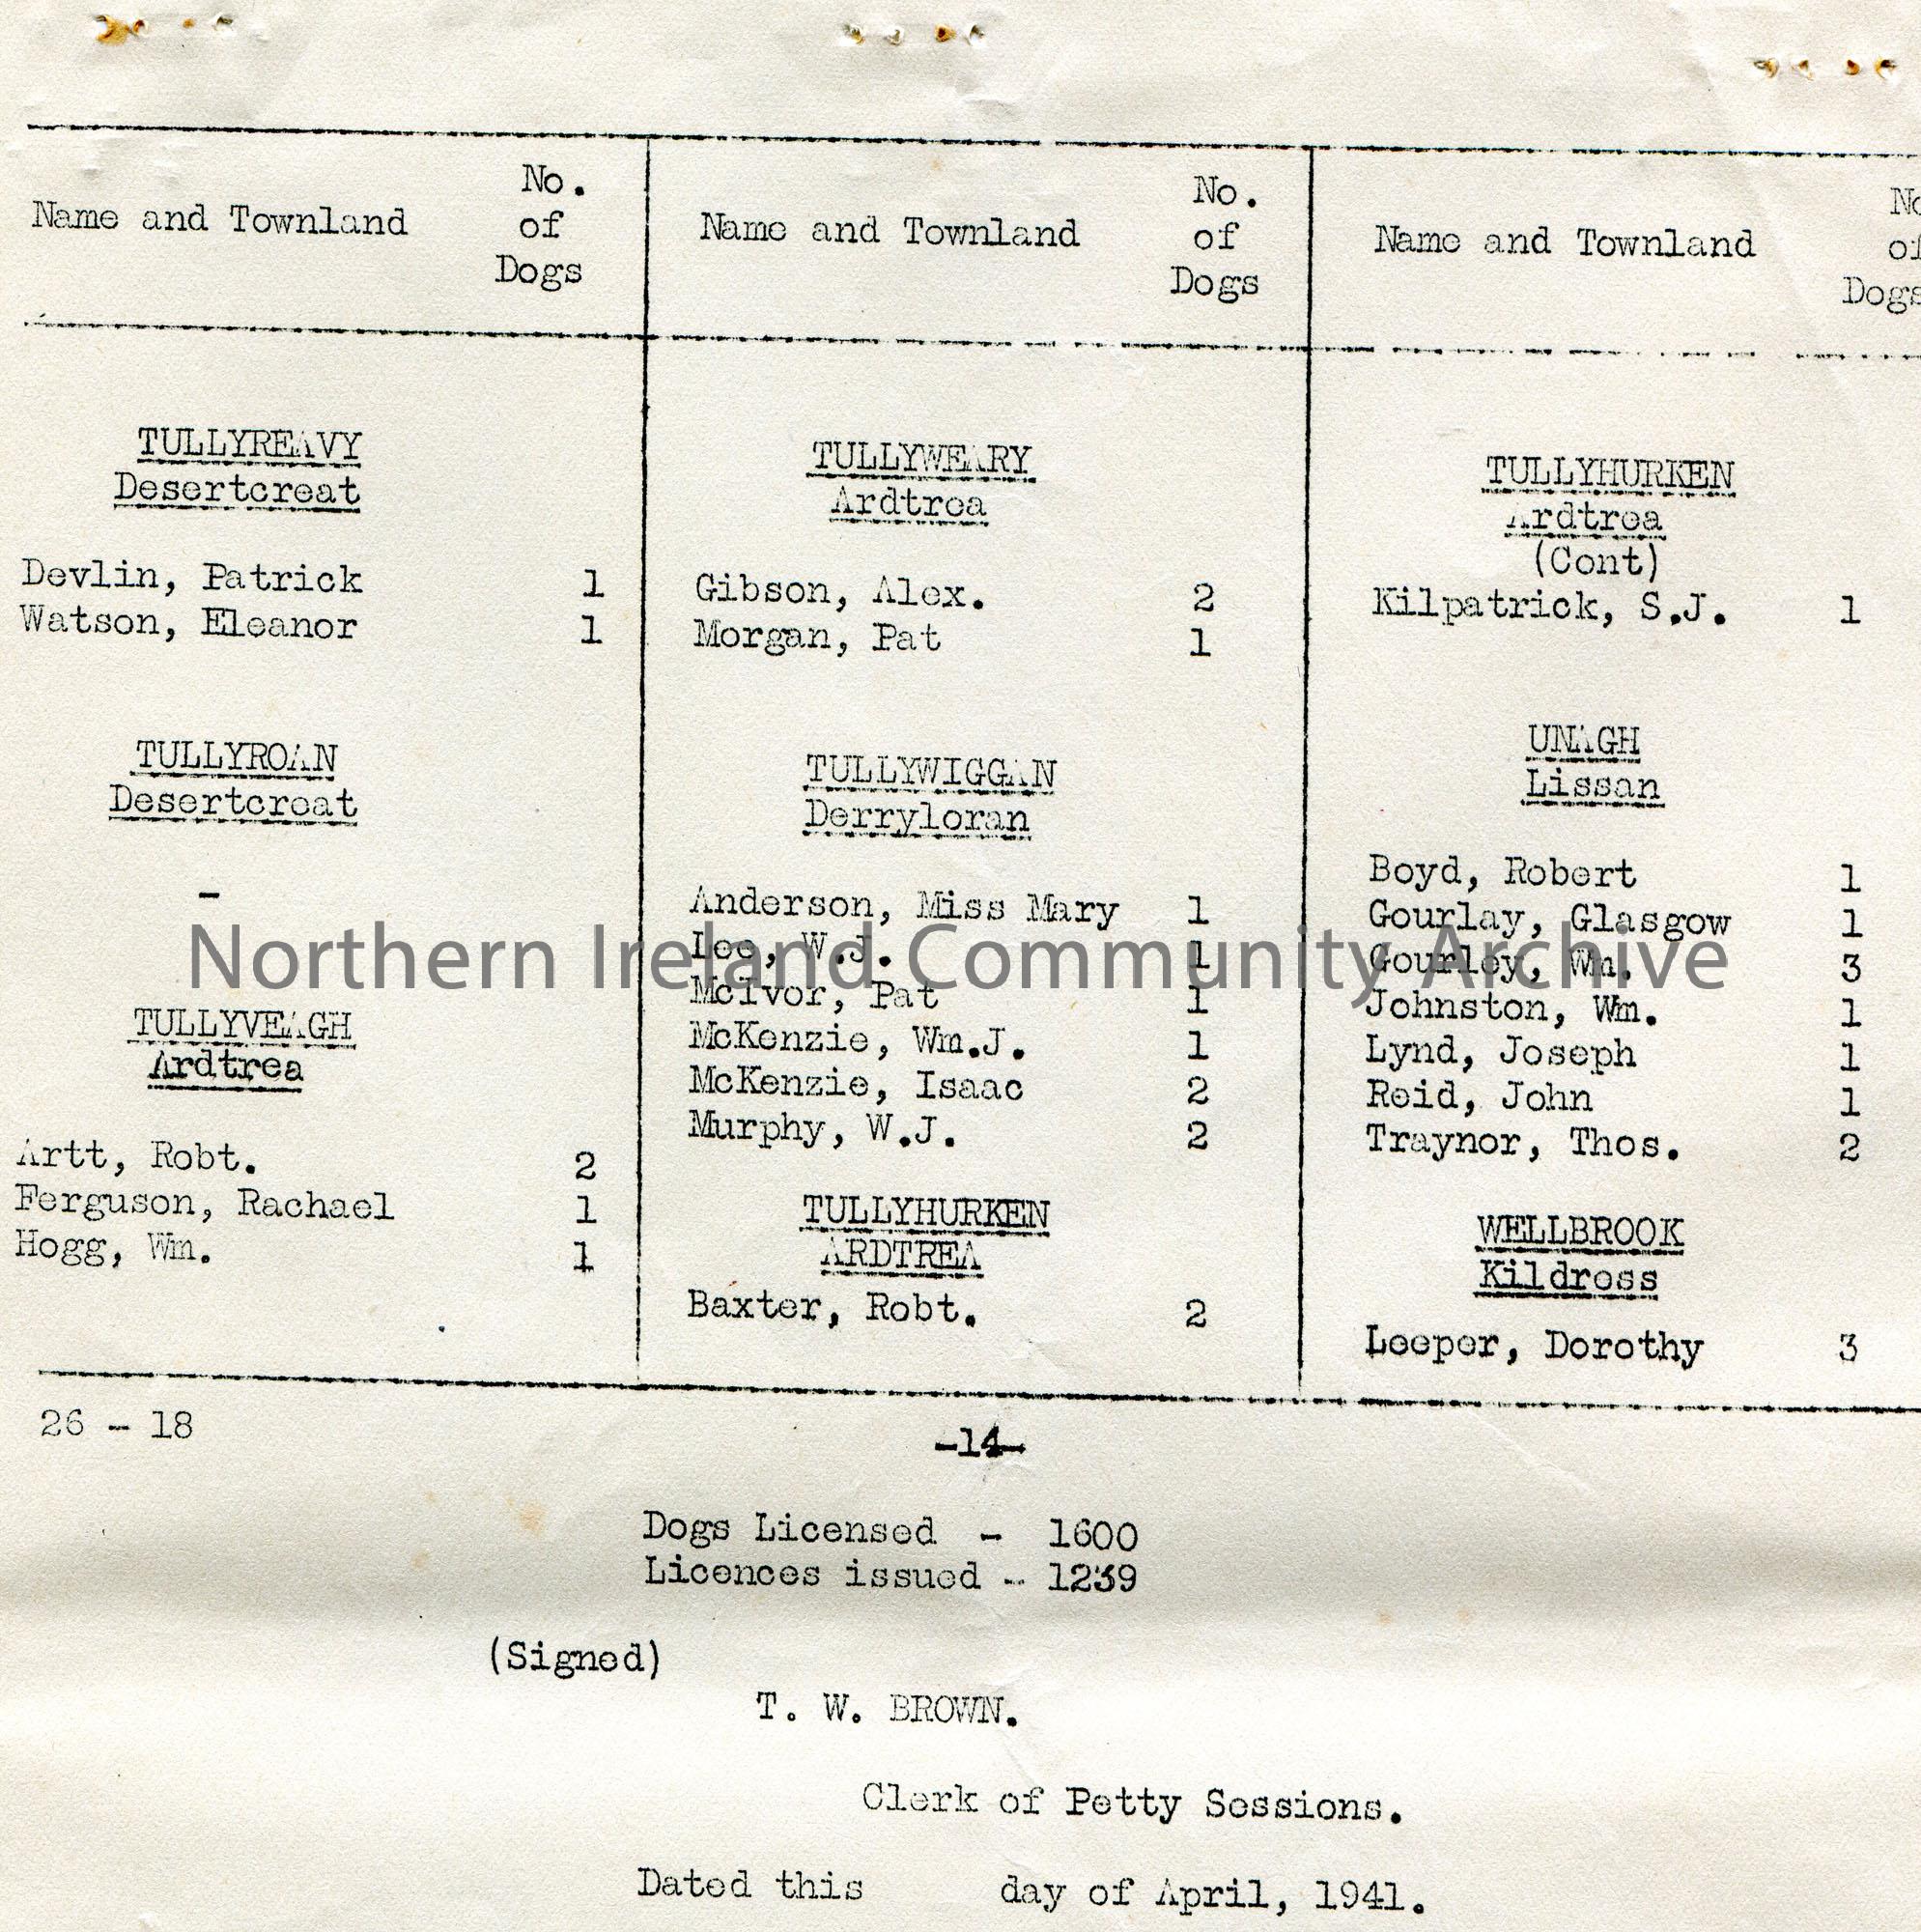 Name and Townland
No.
of
Dogs
TULLYREAVY
Desertcreat
Devlin, Patrick 1
Watson, Eleanor 1
TULLYROAN
Desertcreat
-
TULLYVEAGH
Ardtrea
Artt, Robt. 2
Ferguson, Rachael 1
Hogg, Wm. 1
Name and Townland
No.
of
Dogs
TULLYWEARY
Ardtrea
Gibson, Alex. 2
Morgan, Pat 1
TULLYWIGGAN
Derryloran
Anderson, Miss Mary 1
Lee, W.J. 1
McIvor, Pat 1
McKenzie, Wm.J. 1
McKenzie, Isaac 2
Murphy, W.J. 2
TULLYHURKEN
ARDTREA
Baxter, Robt. 2
Name and Townland
No
of
Dogs
TULLYHURKEN
Ardtrea
(Cont)
Kilpatrick, S.J. 1
UNAGH
Lissan
Boyd, Robert 1
Gourlay, Glasgow 1
Gourley, Wm. 3
Johnston, Wm. 1
Lynd, Joseph 1
Reid, John 1
Traynor, Thos. 2
WELLBROOK
Kildress
Leeper, Dorothy 3
Northern Ireland Community Archive
26 - 18
-14-
Dogs Licensed - 1600
Licences issued - 1239
(Signed)
T. W. BROWN.
Clerk of Petty Sessions.
Dated this day of April, 1941.